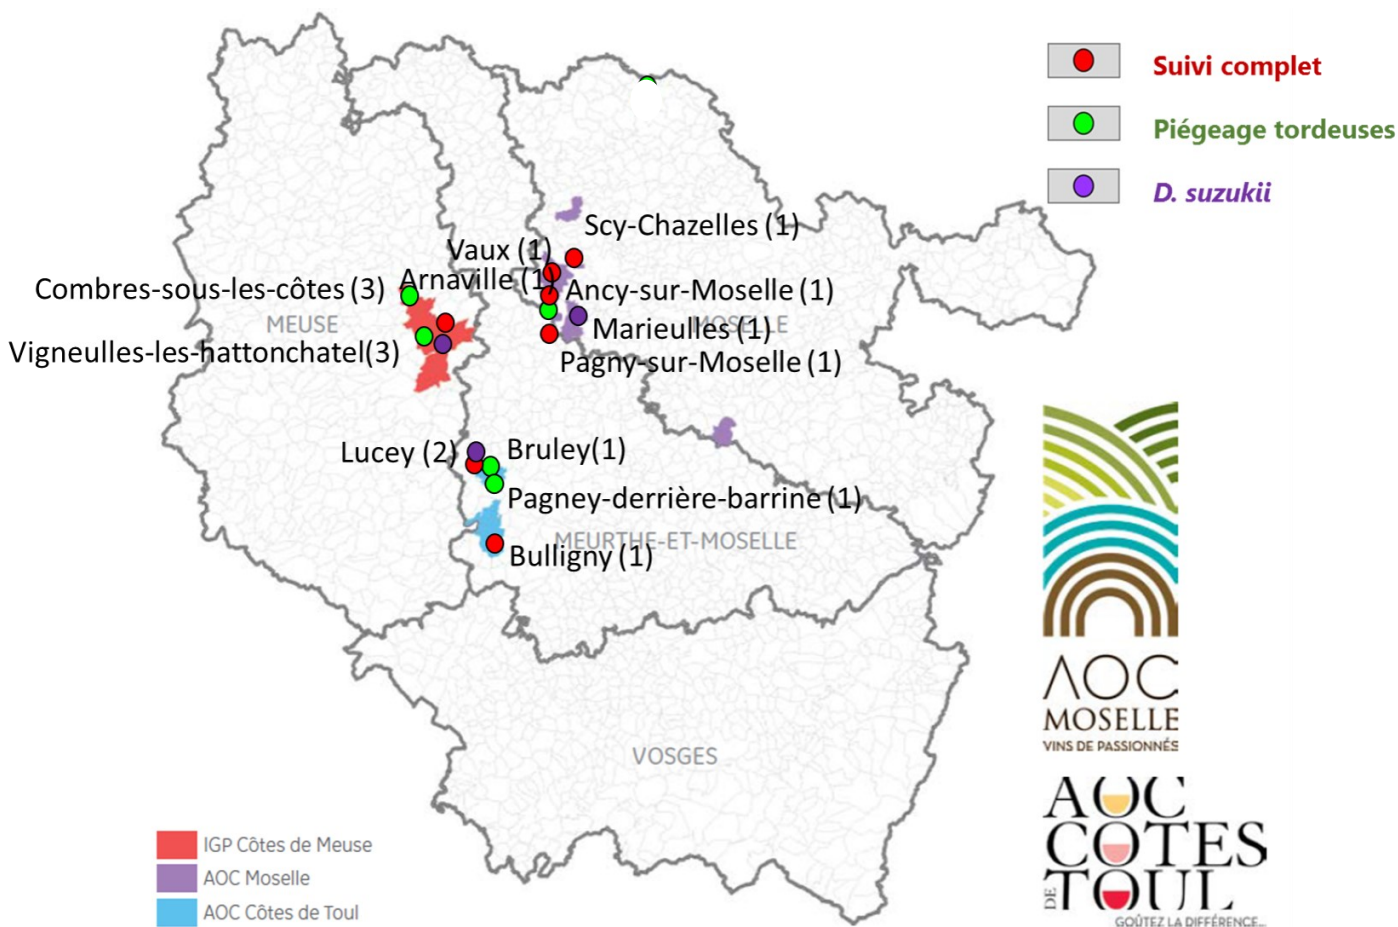 Suivi complet
Piégeage tordeuses
D. suzukii
Scy-Chazelles (1)
Vaux (1)
Arnaville (1)
Ancy-sur-Moselle (1)
Combres-sous-les-côtes (3)
MEUSE
MOSELLE
Marieulles (1)
Vigneulles-les-hattonchatel(3)
Pagny-sur-Moselle (1)
Lucey (2)
Bruley(1)
Pagney-derrière-barrine (1)
MEURTHE-ET-MOSELLE
Bulligny (1)
VOSGES
IGP Côtes de Meuse
AOC Moselle
AOC Côtes de Toul
AOC
MOSELLE
VINS DE PASSIONNÉS
AOC
COTES
DE TOUL
GOÛTEZ LA DIFFÉRENCE...